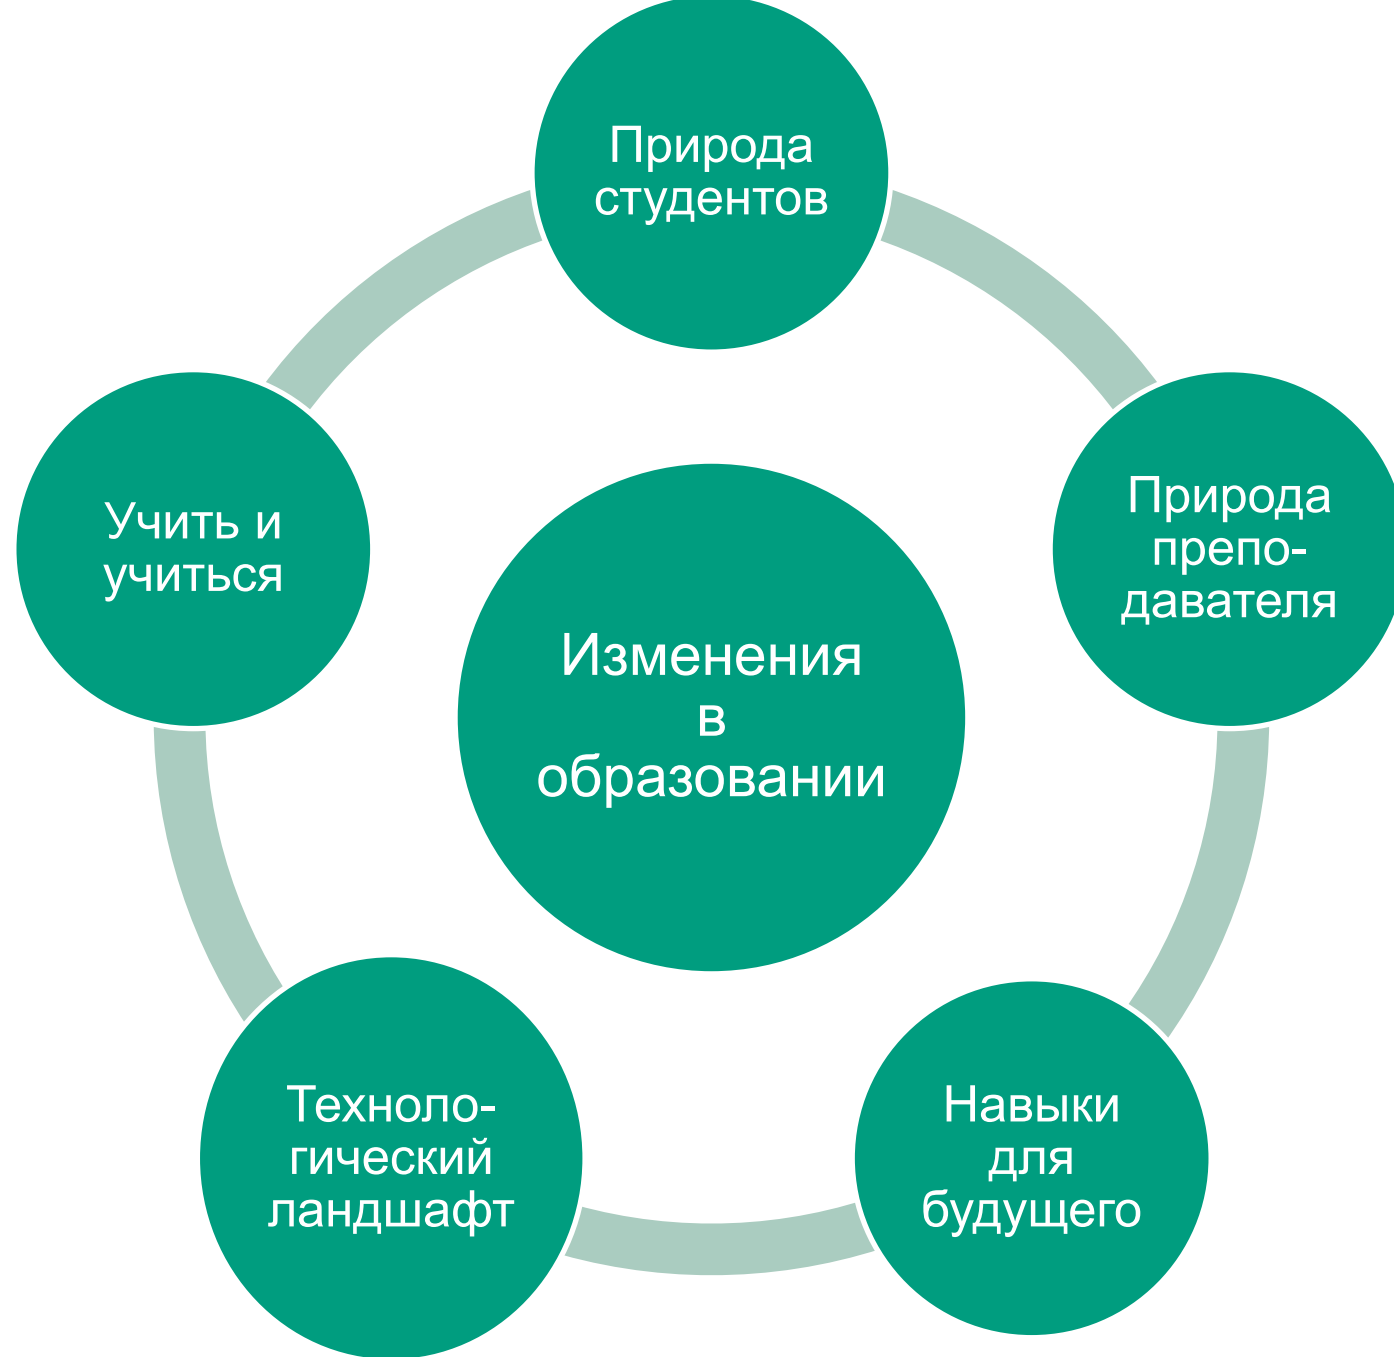 Природа
студентов
Природа
препо-
давателя
Учить и
учиться
Изменения
в
образовании
Техноло-
гический
ландшафт
Навыки
для
будущего